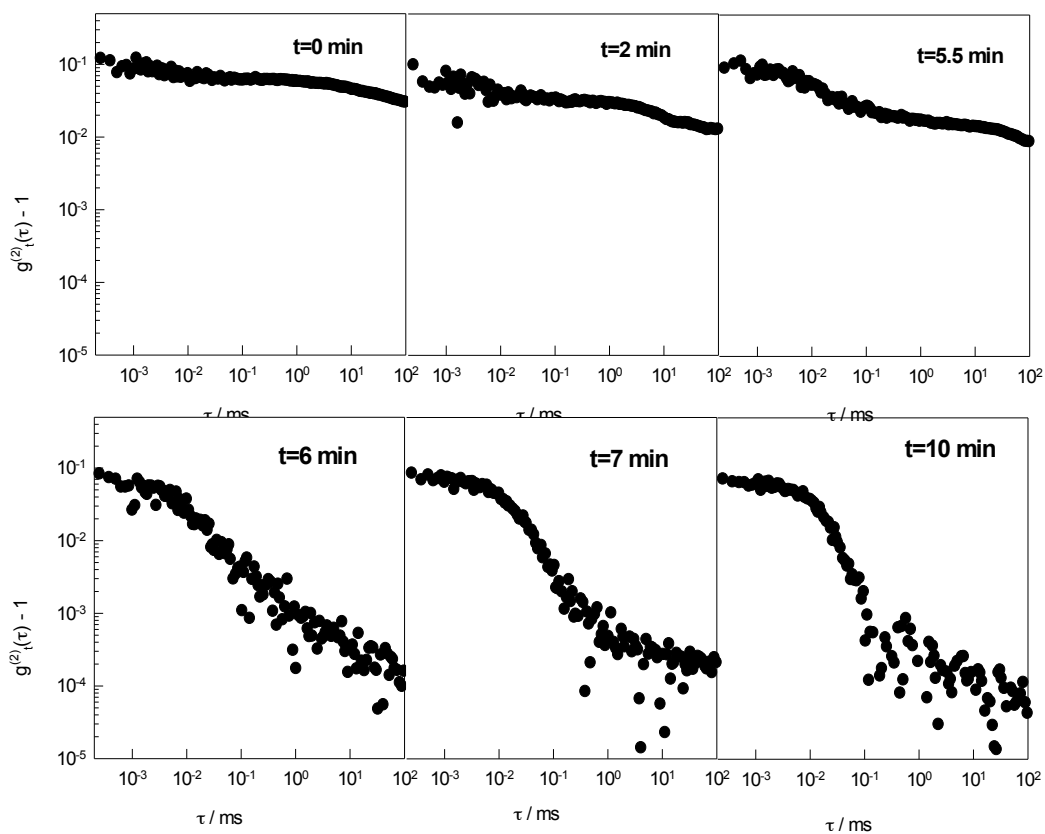 t=0 min
t=2 min
t=5.5 min
10⁻¹
10⁻²
10⁻³
10⁻⁴
10⁻⁵
g⁽²⁾ₜ(τ) - 1
10⁻³ 10⁻² 10⁻¹ 10⁰ 10¹ 10² 10⁻³ 10⁻² 10⁻¹ 10⁰ 10¹ 10² 10⁻³ 10⁻² 10⁻¹ 10⁰ 10¹ 10²
τ / ms τ / ms τ / ms
t=6 min
t=7 min
t=10 min
10⁻¹
10⁻²
10⁻³
10⁻⁴
10⁻⁵
g⁽²⁾ₜ(τ) - 1
10⁻³ 10⁻² 10⁻¹ 10⁰ 10¹ 10² 10⁻³ 10⁻² 10⁻¹ 10⁰ 10¹ 10² 10⁻³ 10⁻² 10⁻¹ 10⁰ 10¹ 10²
τ / ms τ / ms τ / ms